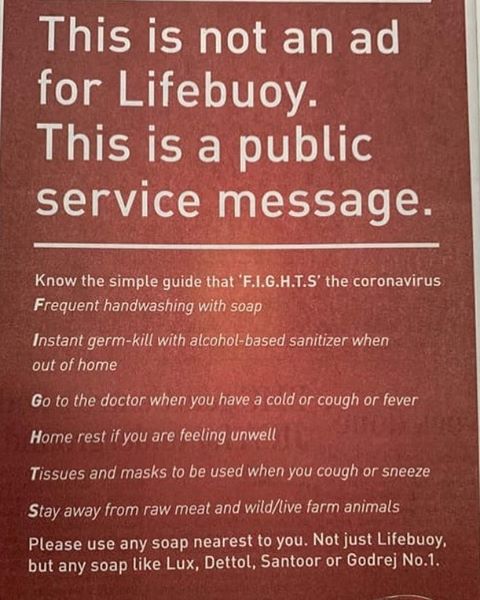 This is not an ad
for Lifebuoy.
This is a public
service message.
Know the simple guide that 'F.I.G.H.T.S' the coronavirus
Frequent handwashing with soap
Instant germ-kill with alcohol-based sanitizer when
out of home
Go to the doctor when you have a cold or cough or fever
Home rest if you are feeling unwell
Tissues and masks to be used when you cough or sneeze
Stay away from raw meat and wild/live farm animals
Please use any soap nearest to you. Not just Lifebuoy,
but any soap like Lux, Dettol, Santoor or Godrej No.1.